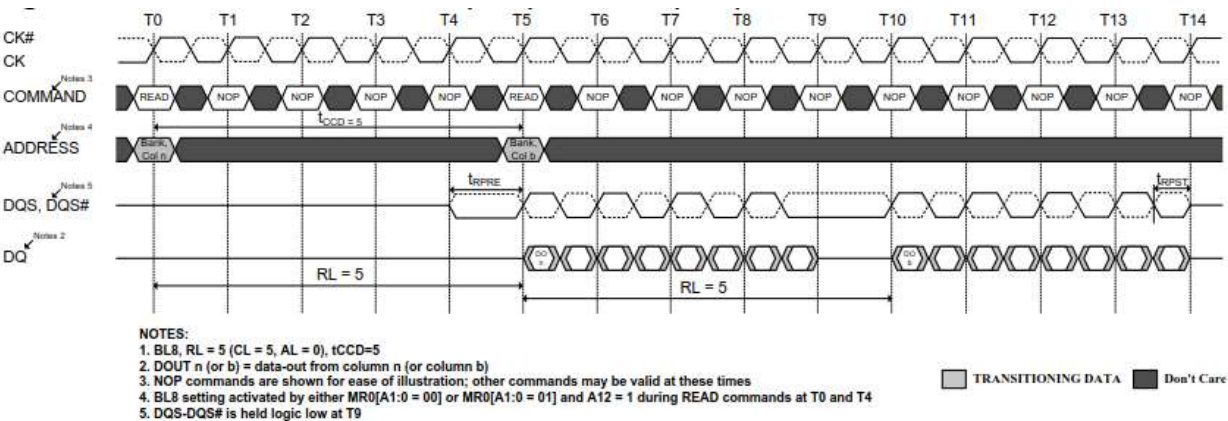 T0 T1 T2 T3 T4 T5 T6 T7 T8 T9 T10 T11 T12 T13 T14
CK#
CK
Notes 3
COMMAND READ NOP NOP NOP NOP READ NOP NOP NOP NOP NOP NOP NOP NOP NOP
tCCD = 5
Notes 4
ADDRESS Bank, Col n Bank, Col b
tRPRE tRPST
Notes 5
DQS, DQS#
Notes 2
DQ DO n DO b
RL = 5 RL = 5
NOTES:
1. BL8, RL = 5 (CL = 5, AL = 0), tCCD=5
2. DOUT n (or b) = data-out from column n (or column b)
3. NOP commands are shown for ease of illustration; other commands may be valid at these times
4. BL8 setting activated by either MR0[A1:0 = 00] or MR0[A1:0 = 01] and A12 = 1 during READ commands at T0 and T4
5. DQS-DQS# is held logic low at T9
TRANSITIONING DATA Don't Care